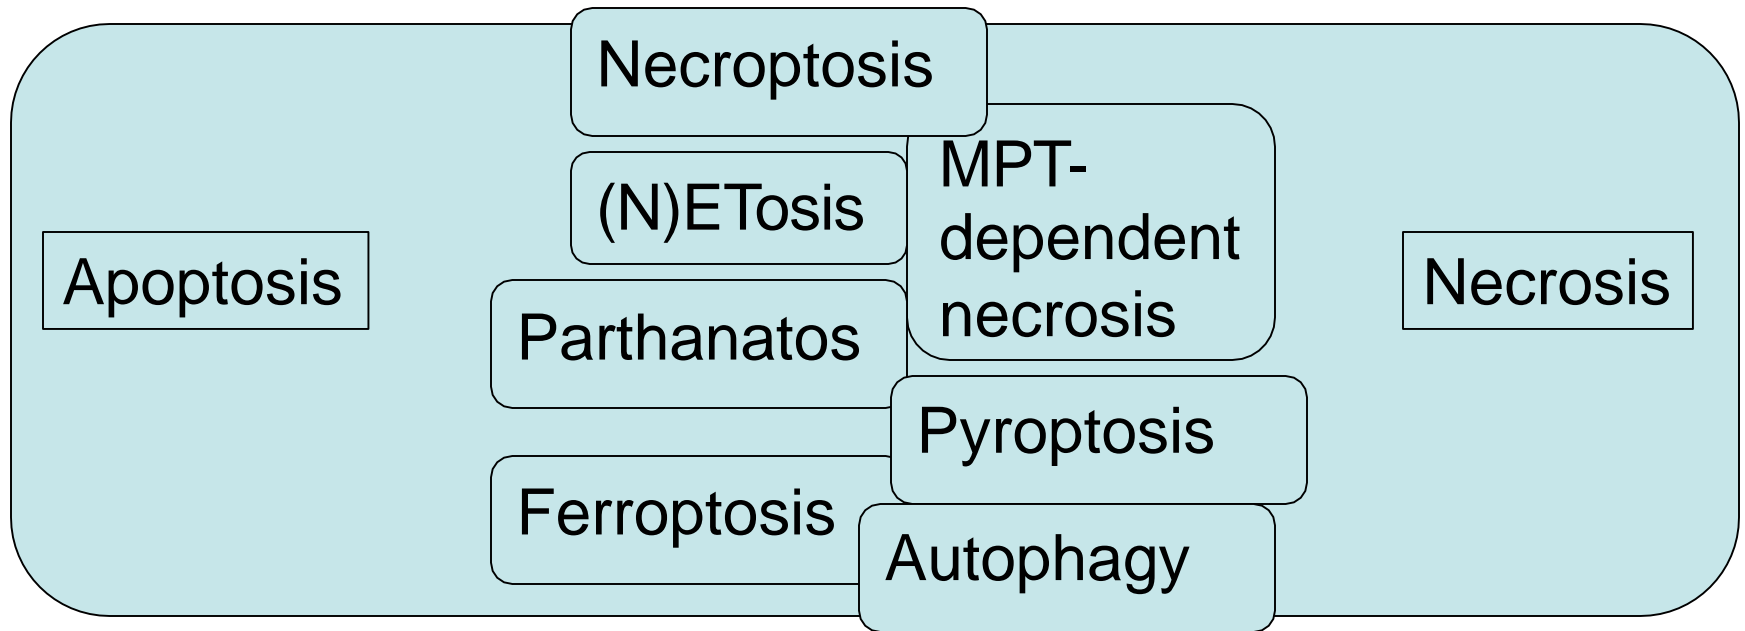 Necroptosis
(N)ETosis
MPT-
dependent
necrosis
Apoptosis
Necrosis
Parthanatos
Pyroptosis
Ferroptosis
Autophagy